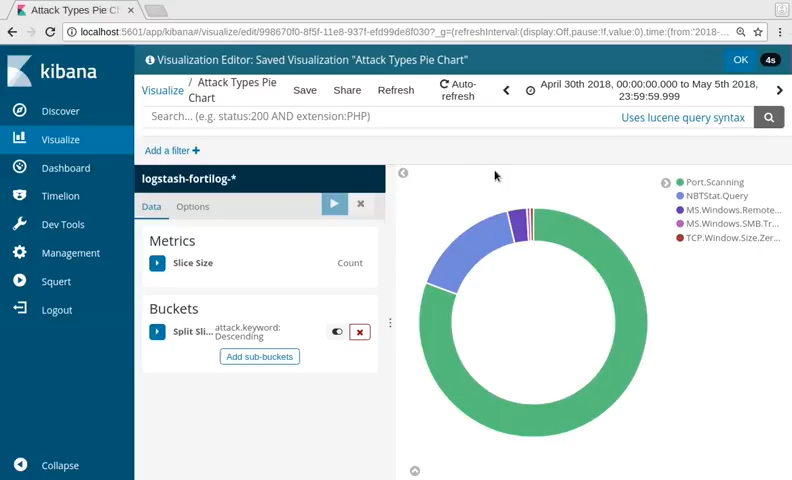 Attack Types Pie Ch
localhost:5601/app/kibana#/visualize/edit/998670f0-8f5f-11e8-937f-efd99de8f030?_g=(refreshInterval:(display:Off,pause:!f,value:0),time:(from:'2018-...
kibana
Discover
Visualize
Dashboard
Timelion
Dev Tools
Management
Squert
Logout
Collapse
Visualization Editor: Saved Visualization "Attack Types Pie Chart"
OK
4s
Visualize / Attack Types Pie Chart
Save
Share
Refresh
Auto-refresh
April 30th 2018, 00:00:00.000 to May 5th 2018, 23:59:59.999
Search... (e.g. status:200 AND extension:PHP)
Uses lucene query syntax
Add a filter +
logstash-fortilog-*
Data
Options
Metrics
Slice Size
Count
Buckets
Split Sli...
attack.keyword: Descending
Add sub-buckets
Port.Scanning
NBTStat.Query
MS.Windows.Remote...
MS.Windows.SMB.Tr...
TCP.Window.Size.Zer...